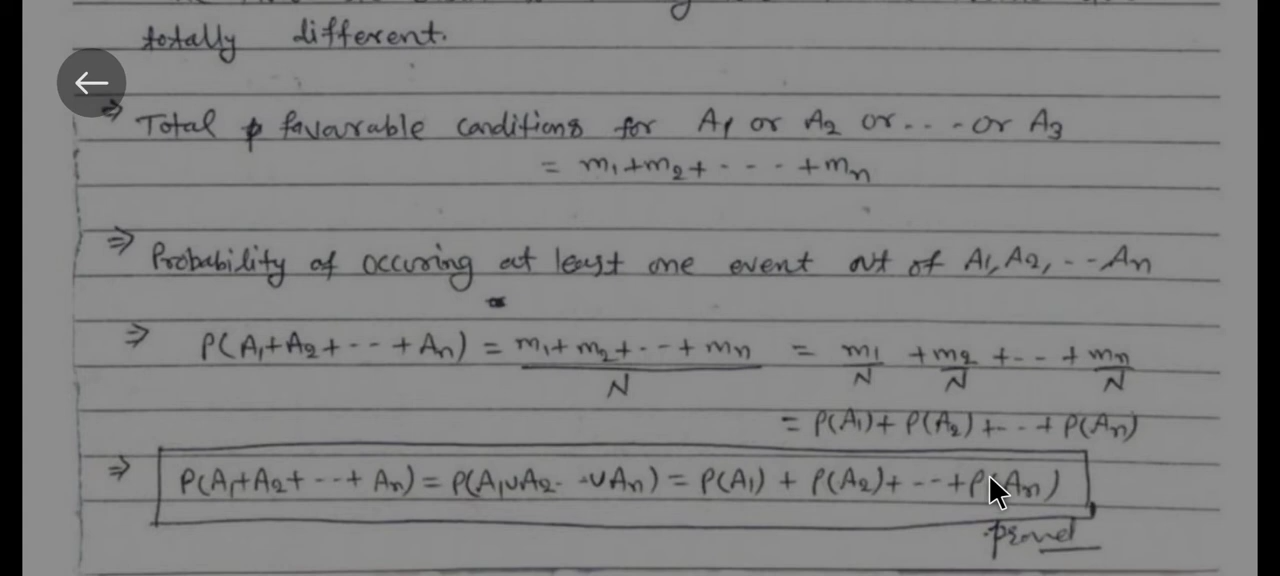 totally different.
⇒ Total favourable conditions for A₁ or A₂ or.. - or A₃
= m₁+m₂+ - - - +mₙ
⇒ Probability of occuring at least one event out of A₁, A₂, --Aₙ
⇒ P(A₁+A₂+--+Aₙ) = m₁+m₂+--+mₙ / N = m₁/N + m₂/N +--+ mₙ/N
= P(A₁)+ P(A₂)+--+ P(Aₙ)
⇒ P(A₁+A₂+--+Aₙ) = P(A₁∪A₂- -∪Aₙ) = P(A₁) + P(A₂)+ --+P(Aₙ)
proved